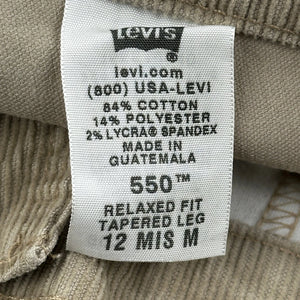 Levi's
levi.com
(800) USA-LEVI
84% COTTON
14% POLYESTER
2% LYCRA® SPANDEX
MADE IN
GUATEMALA
550™
RELAXED FIT
TAPERED LEG
12 MIS M